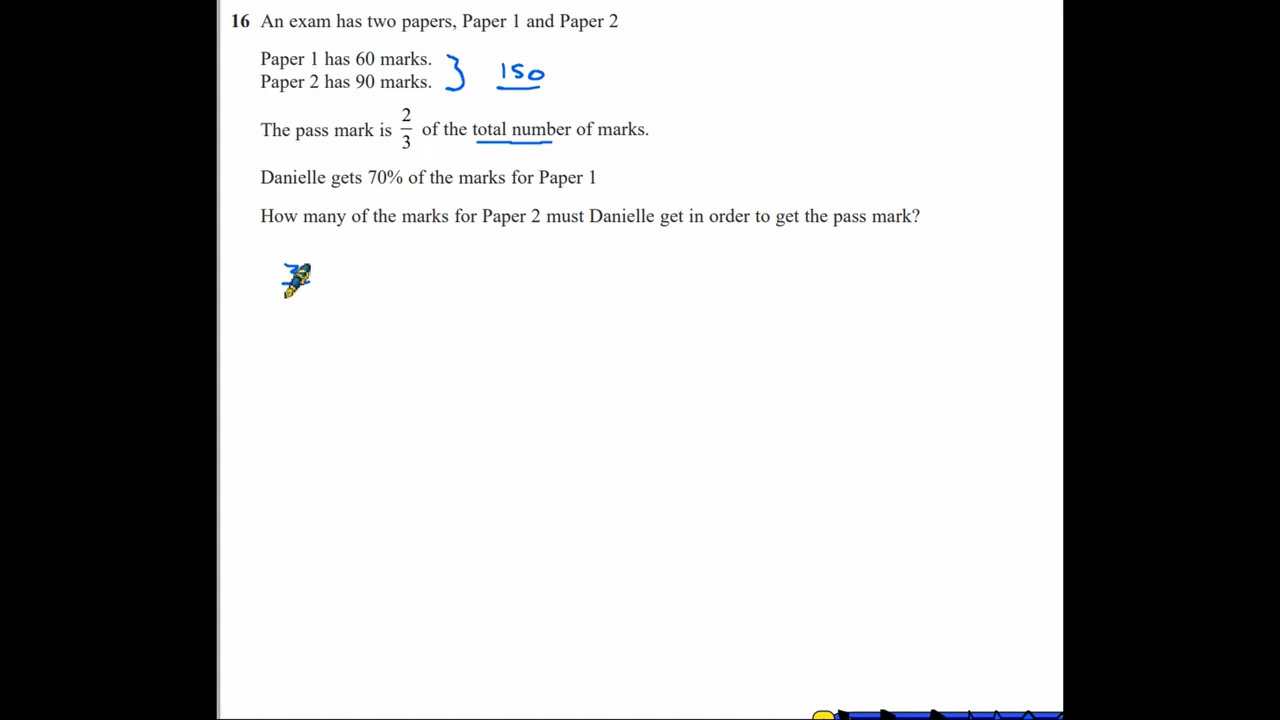 16 An exam has two papers, Paper 1 and Paper 2
Paper 1 has 60 marks.
Paper 2 has 90 marks. } 150
The pass mark is 2/3 of the total number of marks.
Danielle gets 70% of the marks for Paper 1
How many of the marks for Paper 2 must Danielle get in order to get the pass mark?